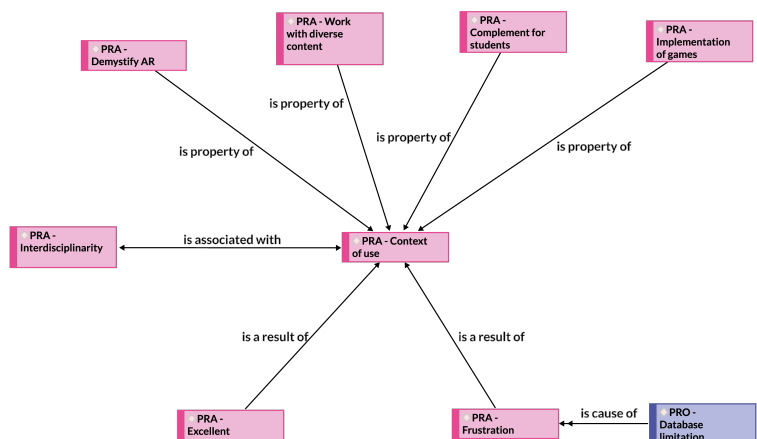 PRA - Work
with diverse
content
PRA -
Complement for
students
PRA -
Implementation
of games
PRA -
Demystify AR
is property of
is property of
is property of
is property of
PRA -
Interdisciplinarity
is associated with
PRA - Context
of use
is a result of
is a result of
PRA -
Excellent
PRA -
Frustration
is cause of
PRO -
Database
limitation